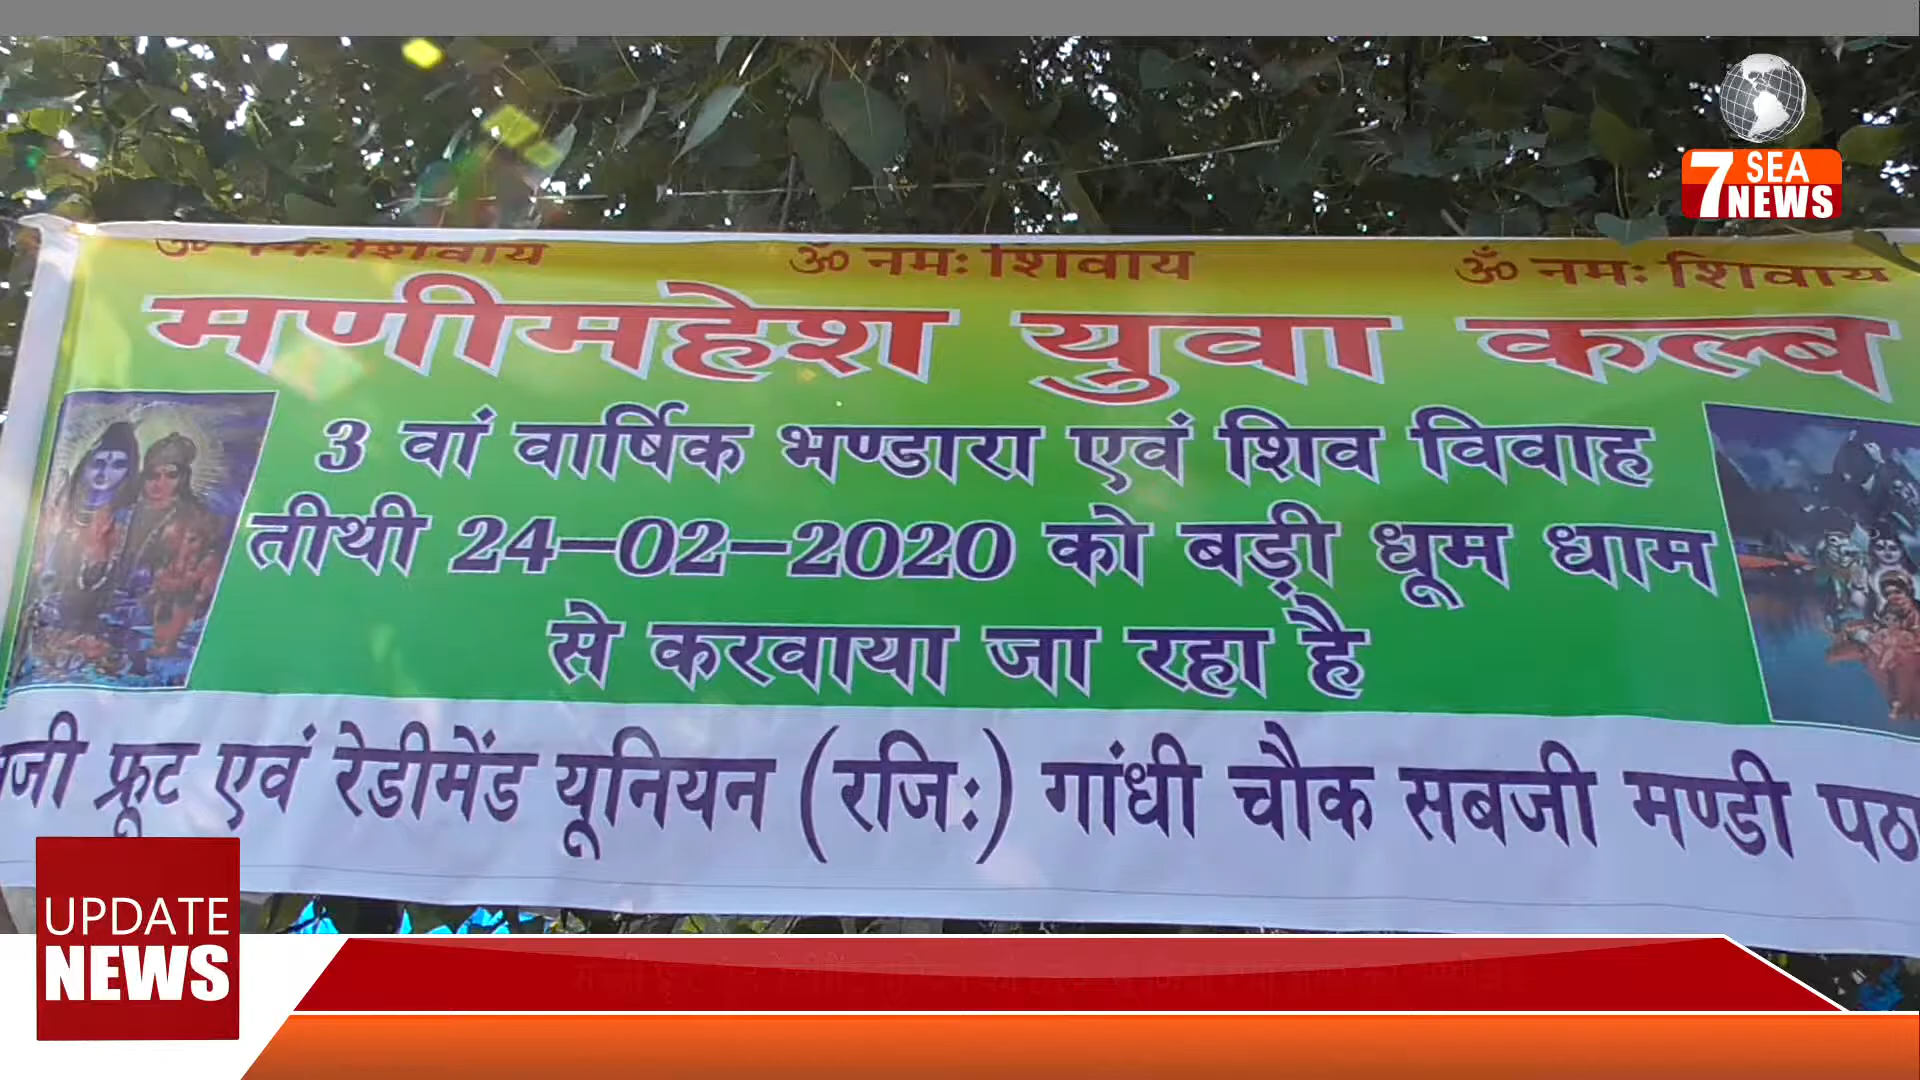 7 SEA
NEWS
ॐ नमः शिवाय ॐ नमः शिवाय ॐ नमः शिवाय
मणीमहेश युवा कल्ब
3 वां वार्षिक भण्डारा एवं शिव विवाह
तीथी 24-02-2020 को बड़ी धूम धाम
से करवाया जा रहा है
फ्रूट एवं रेडीमेंड यूनियन (रजिः) गांधी चौक सबजी मण्डी
UPDATE
NEWS